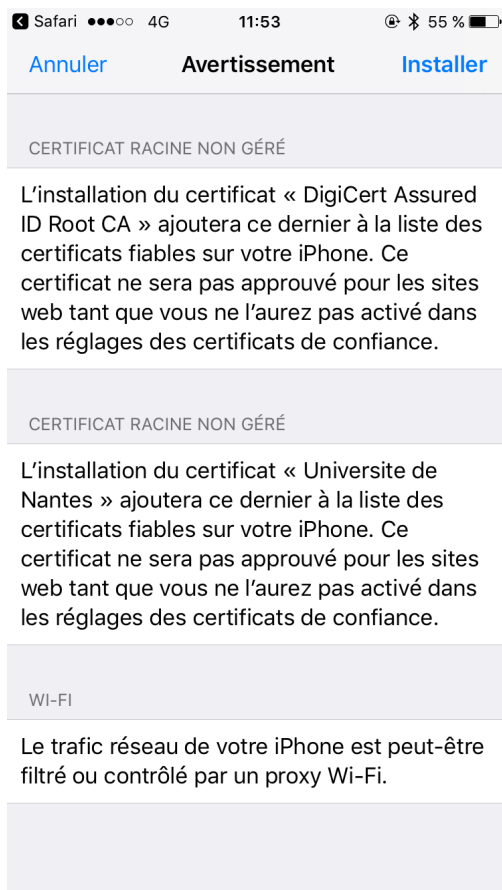 Safari 4G 11:53 55 %
Annuler Avertissement Installer
CERTIFICAT RACINE NON GÉRÉ
L’installation du certificat « DigiCert Assured
ID Root CA » ajoutera ce dernier à la liste des
certificats fiables sur votre iPhone. Ce
certificat ne sera pas approuvé pour les sites
web tant que vous ne l’aurez pas activé dans
les réglages des certificats de confiance.
CERTIFICAT RACINE NON GÉRÉ
L’installation du certificat « Universite de
Nantes » ajoutera ce dernier à la liste des
certificats fiables sur votre iPhone. Ce
certificat ne sera pas approuvé pour les sites
web tant que vous ne l’aurez pas activé dans
les réglages des certificats de confiance.
WI-FI
Le trafic réseau de votre iPhone est peut-être
filtré ou contrôlé par un proxy Wi-Fi.